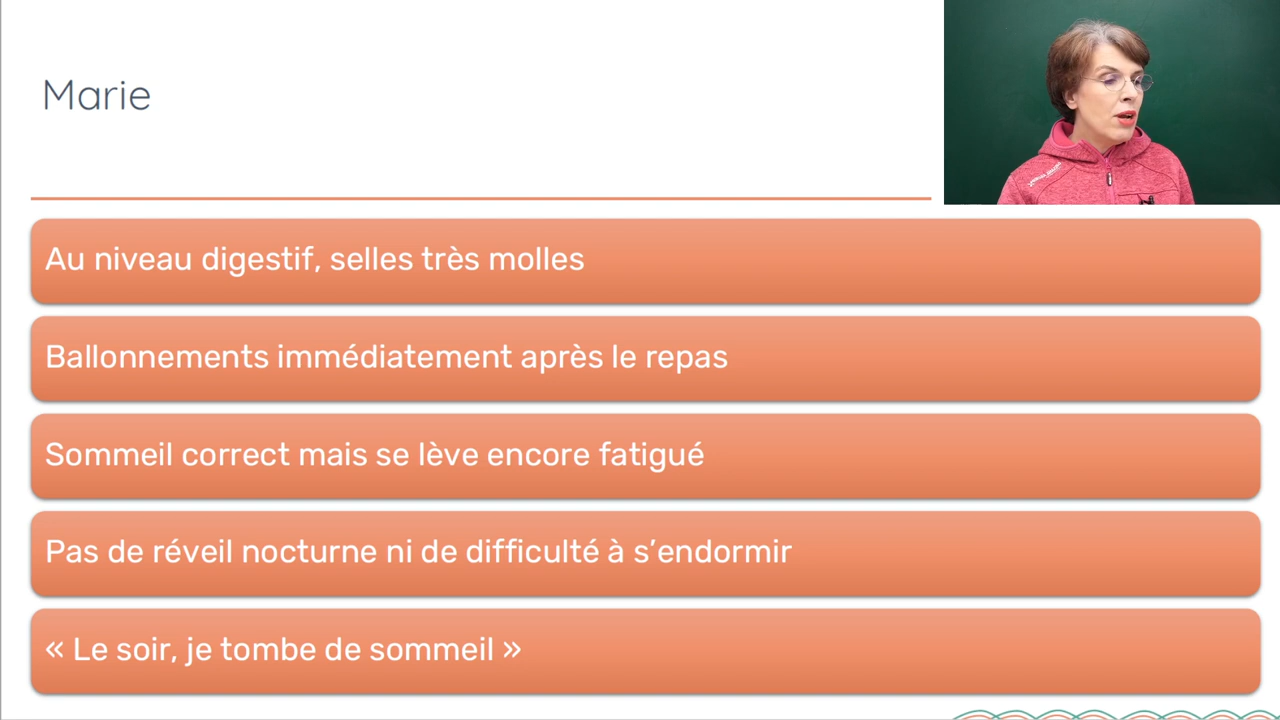 Marie
Au niveau digestif, selles très molles
Ballonnements immédiatement après le repas
Sommeil correct mais se lève encore fatigué
Pas de réveil nocturne ni de difficulté à s’endormir
« Le soir, je tombe de sommeil »